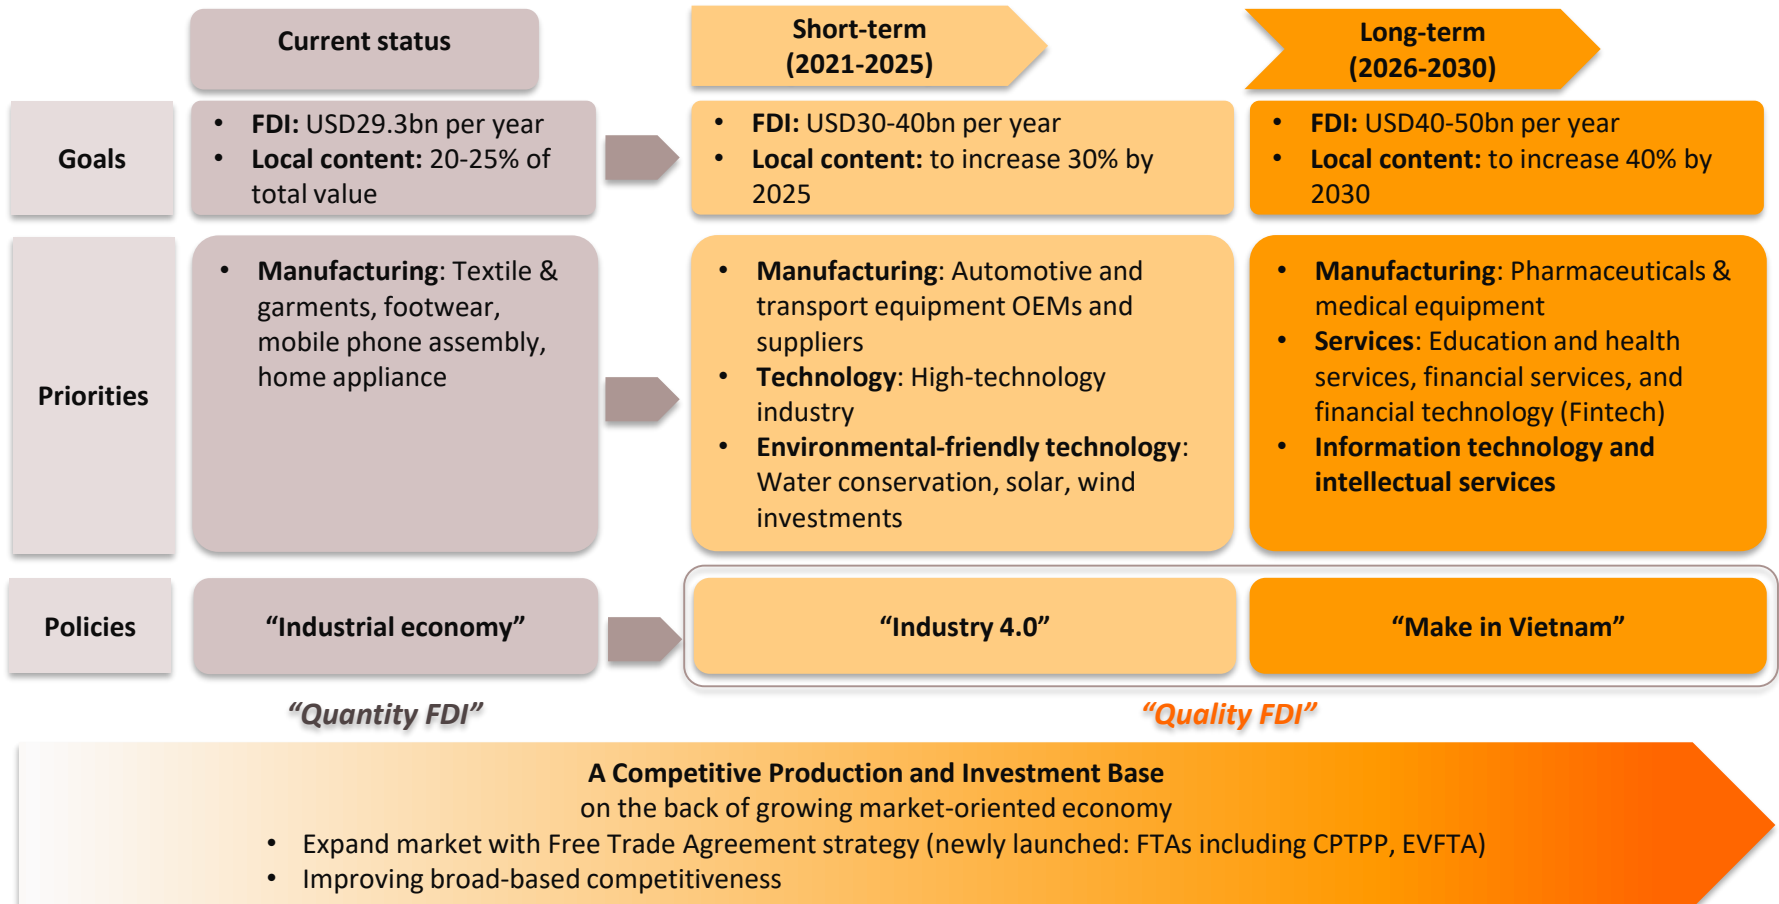 Current status
Short-term
(2021-2025)
Long-term
(2026-2030)
Goals
• FDI: USD29.3bn per year
• Local content: 20-25% of
total value
• FDI: USD30-40bn per year
• Local content: to increase 30% by
2025
• FDI: USD40-50bn per year
• Local content: to increase 40% by
2030
Priorities
• Manufacturing: Textile &
garments, footwear,
mobile phone assembly,
home appliance
• Manufacturing: Automotive and
transport equipment OEMs and
suppliers
• Technology: High-technology
industry
• Environmental-friendly technology:
Water conservation, solar, wind
investments
• Manufacturing: Pharmaceuticals &
medical equipment
• Services: Education and health
services, financial services, and
financial technology (Fintech)
• Information technology and
intellectual services
Policies
“Industrial economy”
“Industry 4.0”
“Make in Vietnam”
“Quantity FDI”
“Quality FDI”
A Competitive Production and Investment Base
on the back of growing market-oriented economy
• Expand market with Free Trade Agreement strategy (newly launched: FTAs including CPTPP, EVFTA)
• Improving broad-based competitiveness